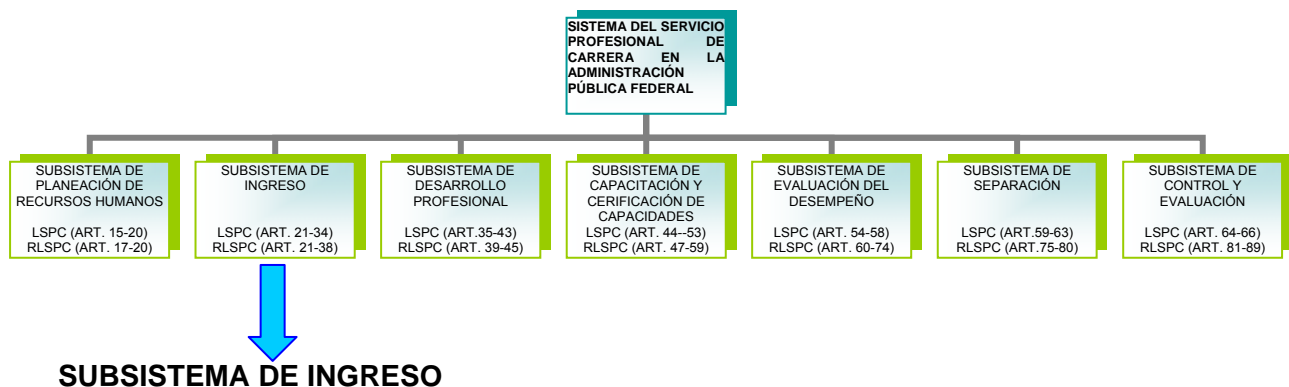 SISTEMA DEL SERVICIO
PROFESIONAL DE
CARRERA EN LA
ADMINISTRACIÓN
PÚBLICA FEDERAL
SUBSISTEMA DE
PLANEACIÓN DE
RECURSOS HUMANOS
LSPC (ART. 15-20)
RLSPC (ART. 17-20)
SUBSISTEMA DE
INGRESO
LSPC (ART. 21-34)
RLSPC (ART. 21-38)
SUBSISTEMA DE
DESARROLLO
PROFESIONAL
LSPC (ART.35-43)
RLSPC (ART. 39-45)
SUBSISTEMA DE
CAPACITACIÓN Y
CERIFICACIÓN DE
CAPACIDADES
LSPC (ART. 44--53)
RLSPC (ART. 47-59)
SUBSISTEMA DE
EVALUACIÓN DEL
DESEMPEÑO
LSPC (ART. 54-58)
RLSPC (ART. 60-74)
SUBSISTEMA DE
SEPARACIÓN
LSPC (ART.59-63)
RLSPC (ART.75-80)
SUBSISTEMA DE
CONTROL Y
EVALUACIÓN
LSPC (ART. 64-66)
RLSPC (ART. 81-89)
SUBSISTEMA DE INGRESO